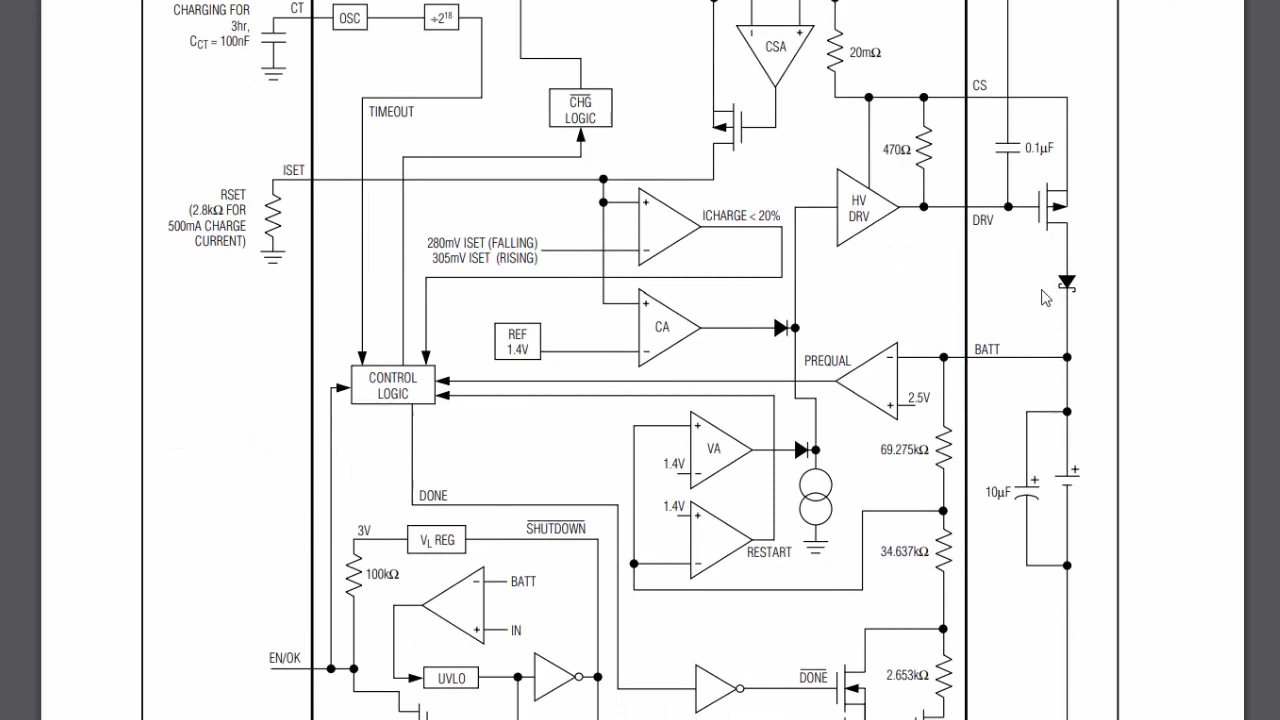 CHARGING FOR
3hr,
CCT = 100nF
CT
OSC
÷2¹⁸
TIMEOUT
CHG
LOGIC
CSA
20mΩ
CS
470Ω
0.1µF
ISET
RSET
(2.8kΩ FOR
500mA CHARGE
CURRENT)
280mV ISET (FALLING)
305mV ISET (RISING)
+
−
ICHARGE < 20%
HV
DRV
DRV
REF
1.4V
+
CA
−
PREQUAL
−
+
2.5V
BATT
CONTROL
LOGIC
69.275kΩ
+
VA
1.4V
−
1.4V
+
−
RESTART
10µF
+
+
DONE
34.637kΩ
3V
VL REG
SHUTDOWN
100kΩ
−
BATT
+
IN
EN/OK
UVLO
DONE
2.653kΩ